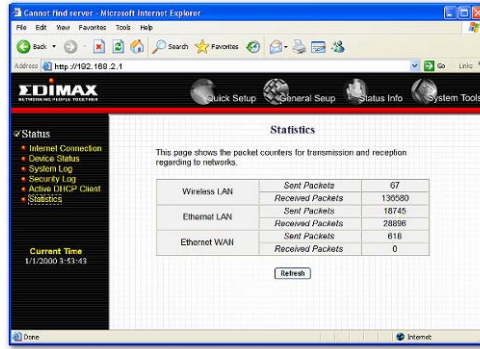 Cannot find server - Microsoft Internet Explorer
File Edit View Favorites Tools Help
Back Search Favorites
Address http://192.168.2.1 Go Links
EDIMAX
NETWORKING PEOPLE TOGETHER
Quick Setup General Seup Status Info System Tools
Status
Internet Connection
Device Status
System Log
Security Log
Active DHCP Client
Statistics
Current Time
1/1/2000 3:53:43
Statistics
This page shows the packet counters for transmission and reception
regarding to networks.
Wireless LAN Sent Packets 67
Received Packets 136580
Ethernet LAN Sent Packets 18745
Received Packets 28896
Ethernet WAN Sent Packets 618
Received Packets 0
Refresh
Done Internet